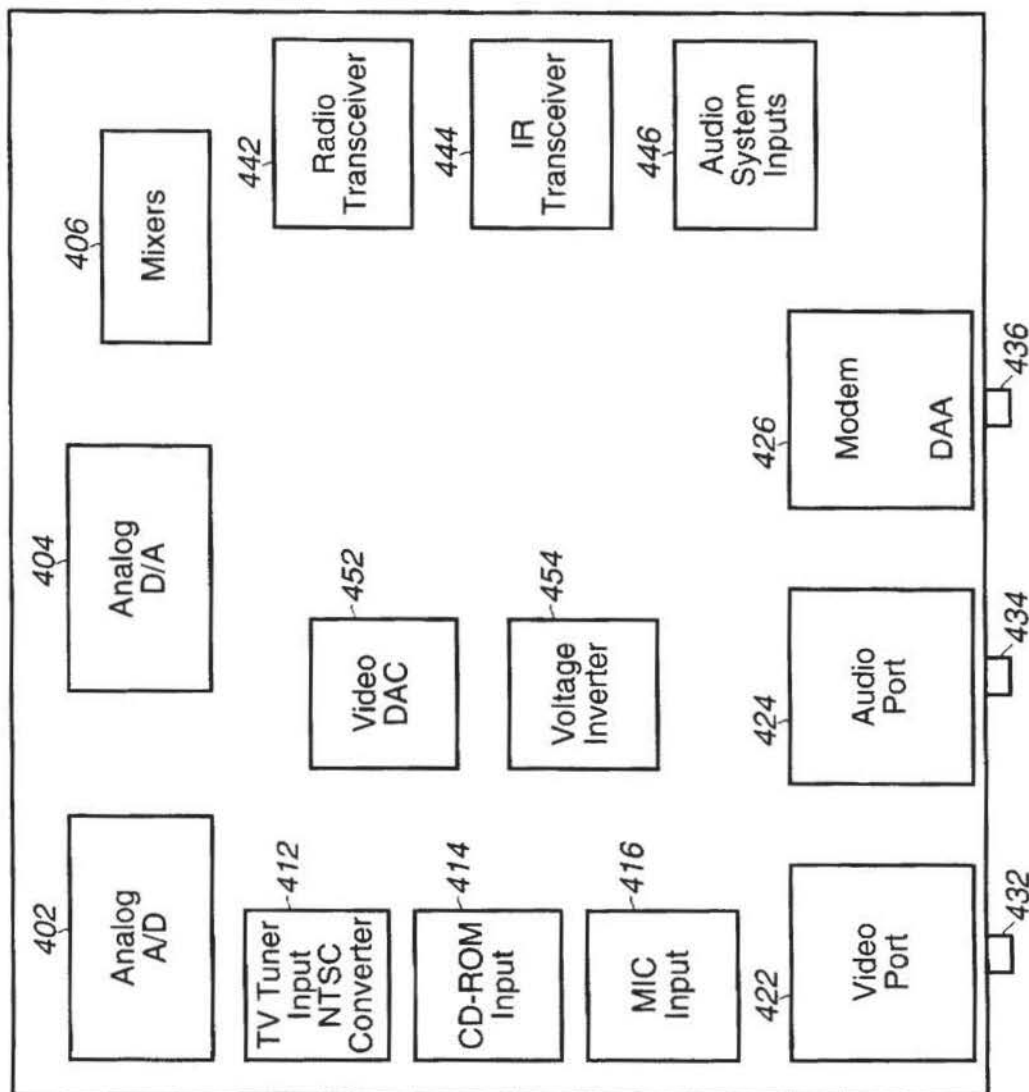 402
Analog
A/D
404
Analog
D/A
406
Mixers
412
TV Tuner
Input
NTSC
Converter
414
CD-ROM
Input
416
MIC
Input
452
Video
DAC
454
Voltage
Inverter
442
Radio
Transceiver
444
IR
Transceiver
446
Audio
System
Inputs
422
Video
Port
432
424
Audio
Port
434
426
Modem
DAA
436